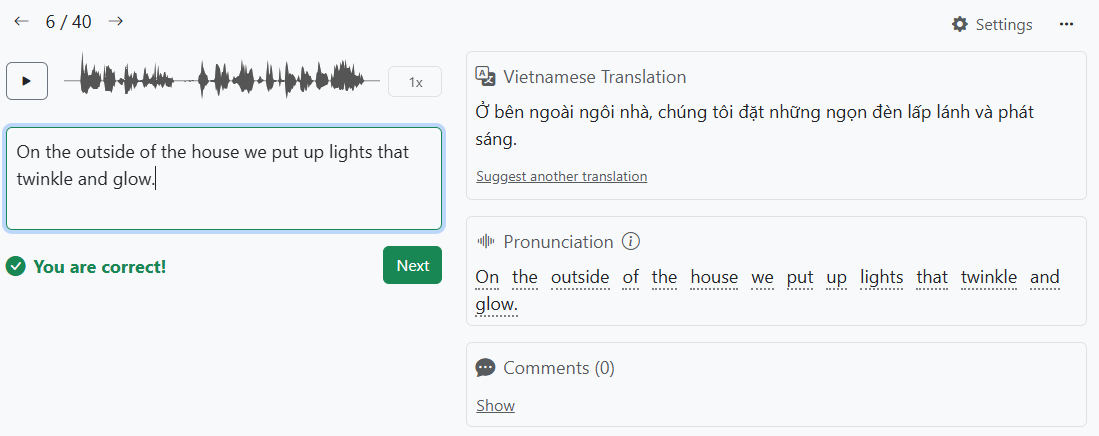 6 / 40
Settings
1x
On the outside of the house we put up lights that
twinkle and glow.
You are correct!
Next
Vietnamese Translation
Ở bên ngoài ngôi nhà, chúng tôi đặt những ngọn đèn lấp lánh và phát
sáng.
Suggest another translation
Pronunciation
On the outside of the house we put up lights that twinkle and
glow.
Comments (0)
Show